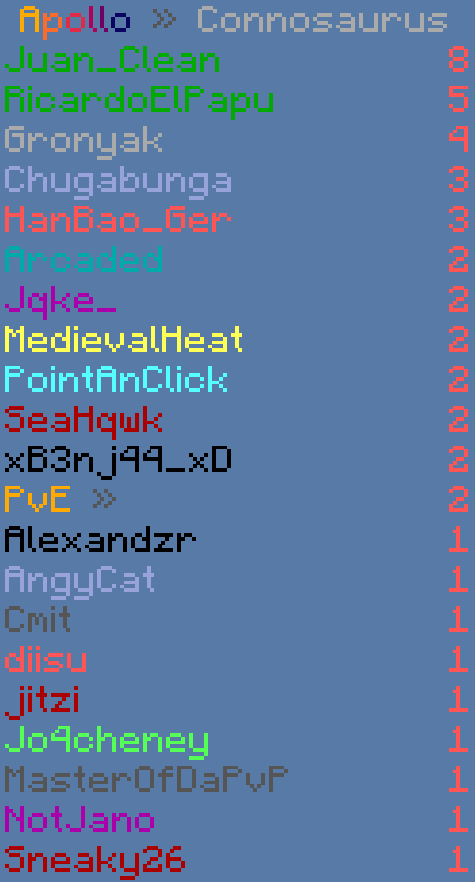 Apollo » Connosaurus
Juan_Clean 8
RicardoElPapu 5
Gronyak 4
Chugabunga 3
HanBao_Ger 3
Arcaded 2
Jqke_ 2
MedievalHeat 2
PointAnClick 2
SeaHqwk 2
xB3nj44_xD 2
PvE » 2
Alexandzr 1
AngyCat 1
Cmit 1
diisu 1
jitzi 1
Jo4cheney 1
MasterOfDaPvP 1
NotJano 1
Sneaky26 1